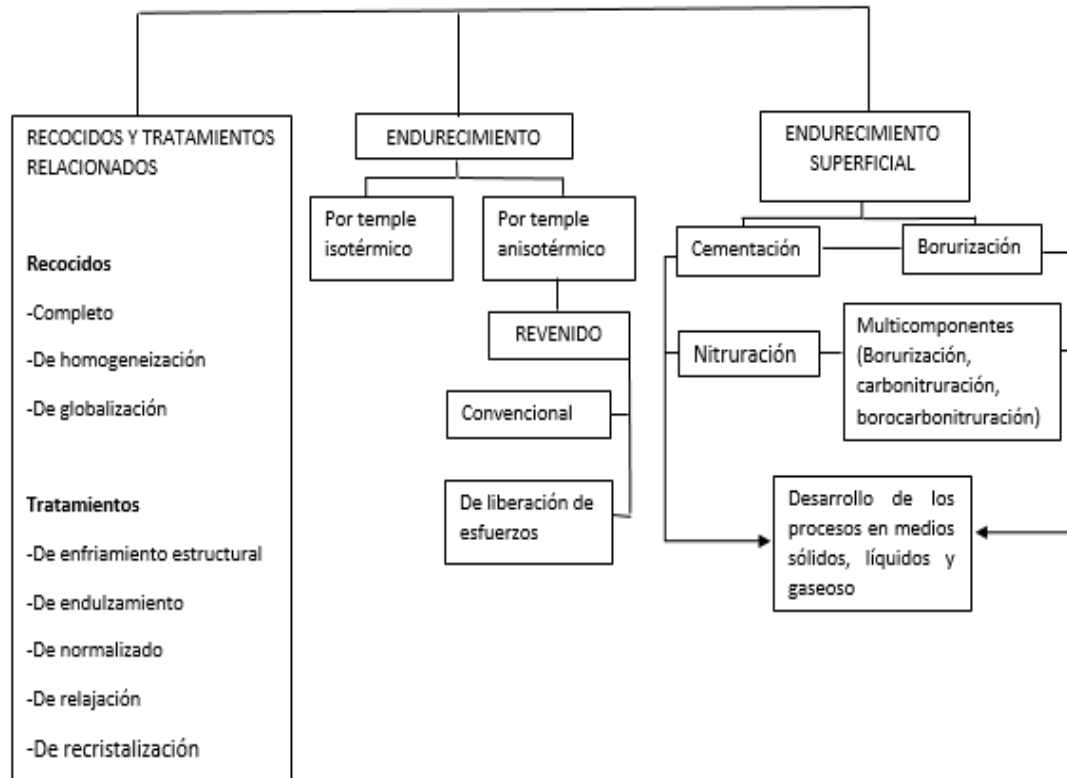 RECOCIDOS Y TRATAMIENTOS
RELACIONADOS
Recocidos
-Completo
-De homogeneización
-De globalización
Tratamientos
-De enfriamiento estructural
-De endulzamiento
-De normalizado
-De relajación
-De recristalización
ENDURECIMIENTO
Por temple
isotérmico
Por temple
anisotérmico
REVENIDO
Convencional
De liberación de
esfuerzos
ENDURECIMIENTO
SUPERFICIAL
Cementación
Borurización
Nitruración
Multicomponentes
(Borurización,
carbonitruración,
borocarbonitruración)
Desarrollo de los
procesos en medios
sólidos, líquidos y
gaseoso